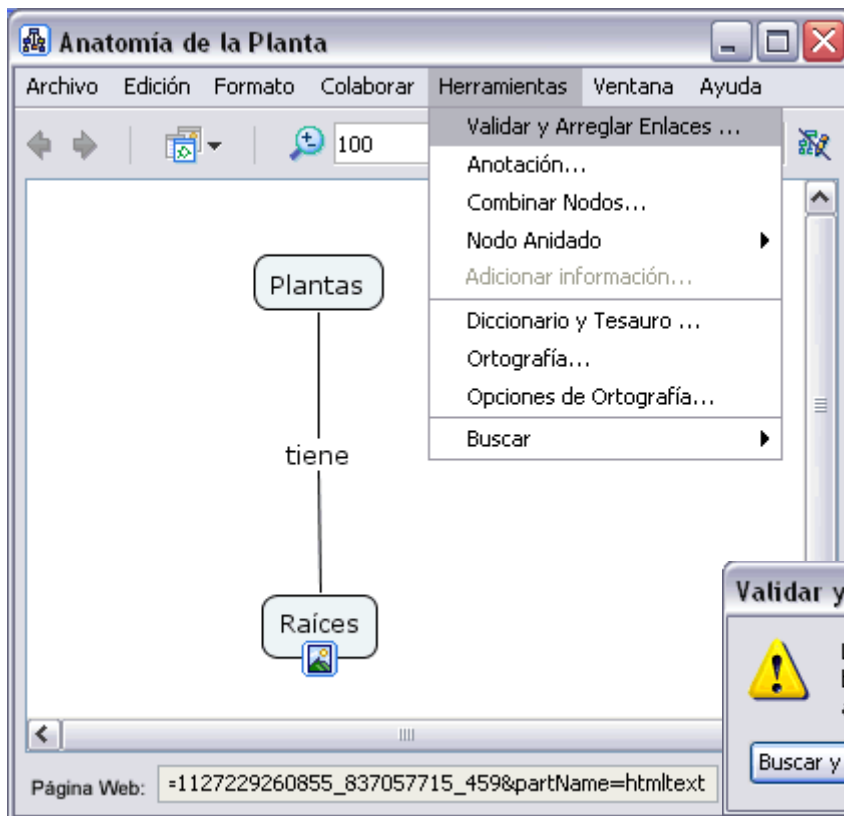 Anatomía de la Planta
Archivo Edición Formato Colaborar Herramientas Ventana Ayuda
100
Validar y Arreglar Enlaces ...
Anotación...
Combinar Nodos...
Nodo Anidado
Adicionar información...
Diccionario y Tesauro ...
Ortografía...
Opciones de Ortografía...
Buscar
Plantas
tiene
Raíces
Validar y
Buscar y
Página Web: =1127229260855_837057715_459&partName=htmltext